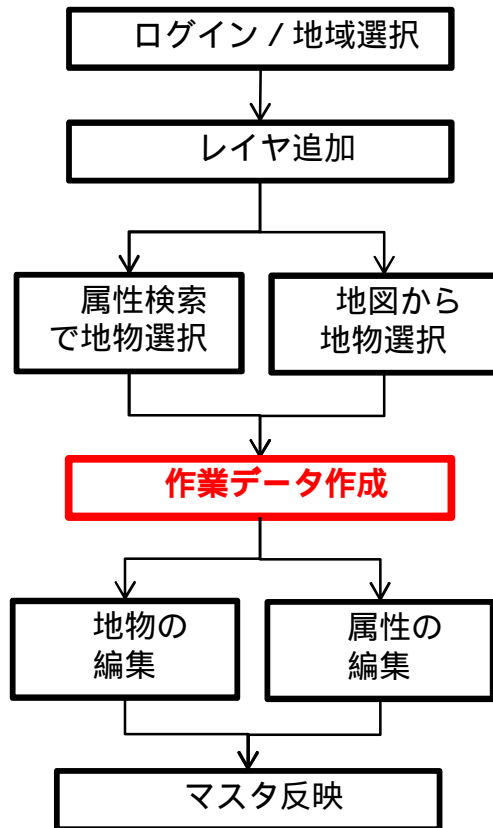 ログイン / 地域選択
レイヤ追加
属性検索
で地物選択
地図から
地物選択
作業データ作成
地物の
編集
属性の
編集
マスタ反映